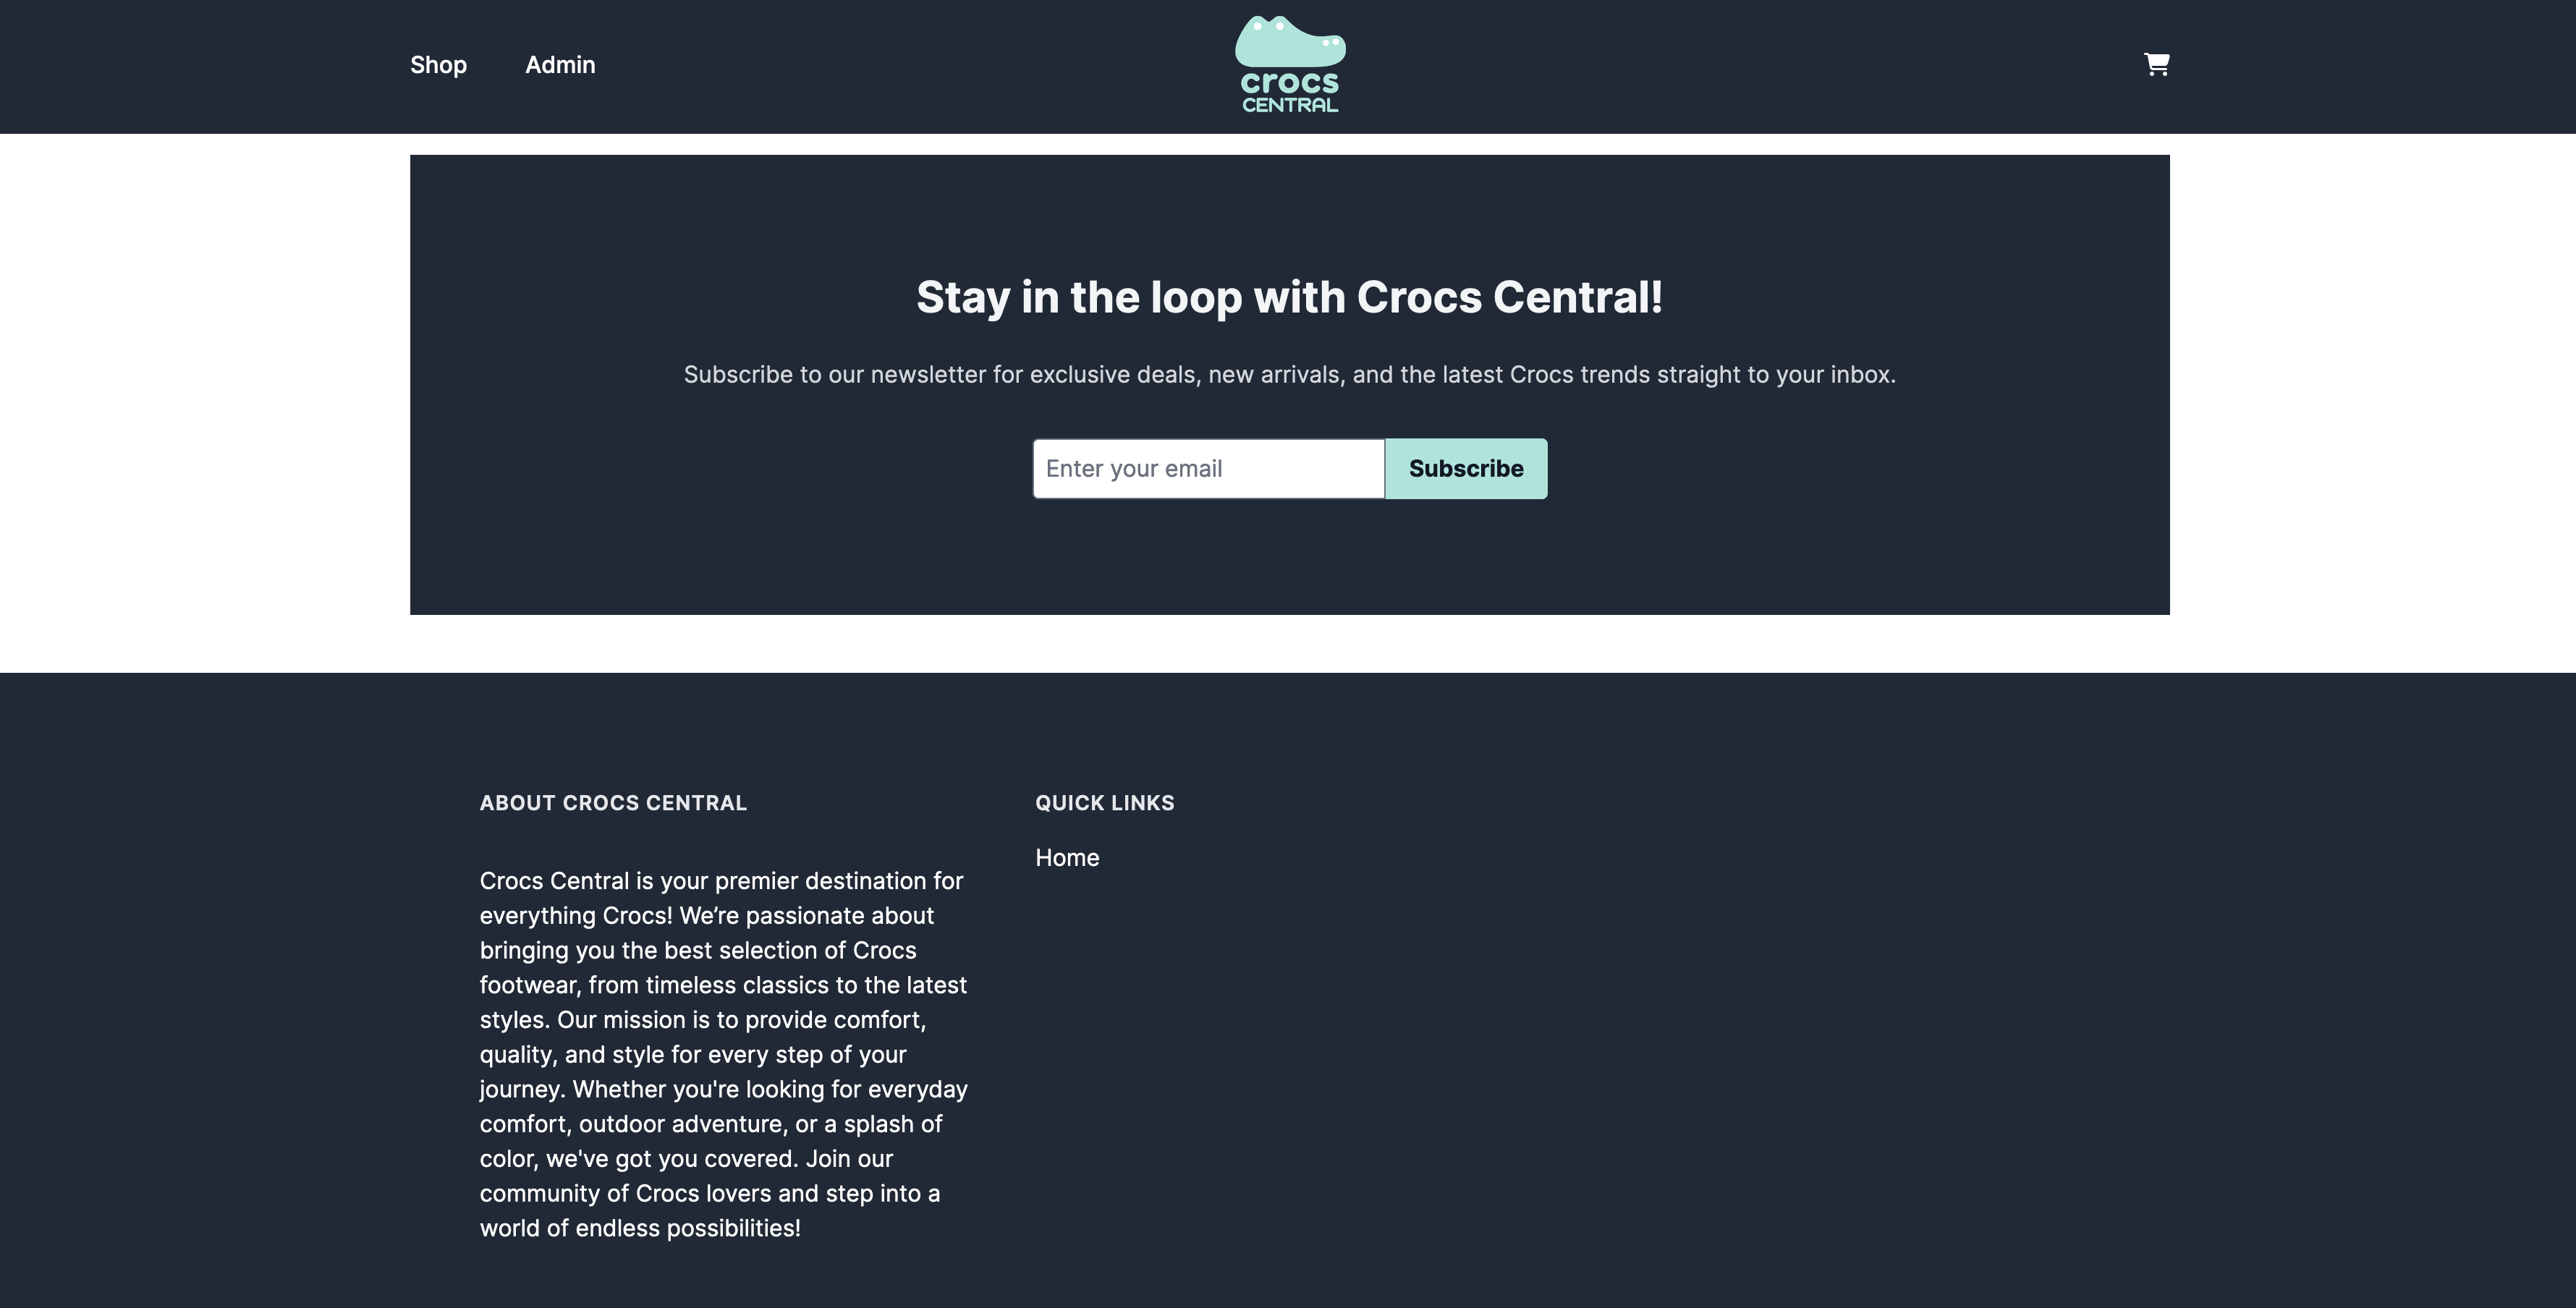 Shop
Admin
crocs
CENTRAL
Stay in the loop with Crocs Central!
Subscribe to our newsletter for exclusive deals, new arrivals, and the latest Crocs trends straight to your inbox.
Enter your email
Subscribe
ABOUT CROCS CENTRAL
Crocs Central is your premier destination for
everything Crocs! We’re passionate about
bringing you the best selection of Crocs
footwear, from timeless classics to the latest
styles. Our mission is to provide comfort,
quality, and style for every step of your
journey. Whether you're looking for everyday
comfort, outdoor adventure, or a splash of
color, we've got you covered. Join our
community of Crocs lovers and step into a
world of endless possibilities!
QUICK LINKS
Home